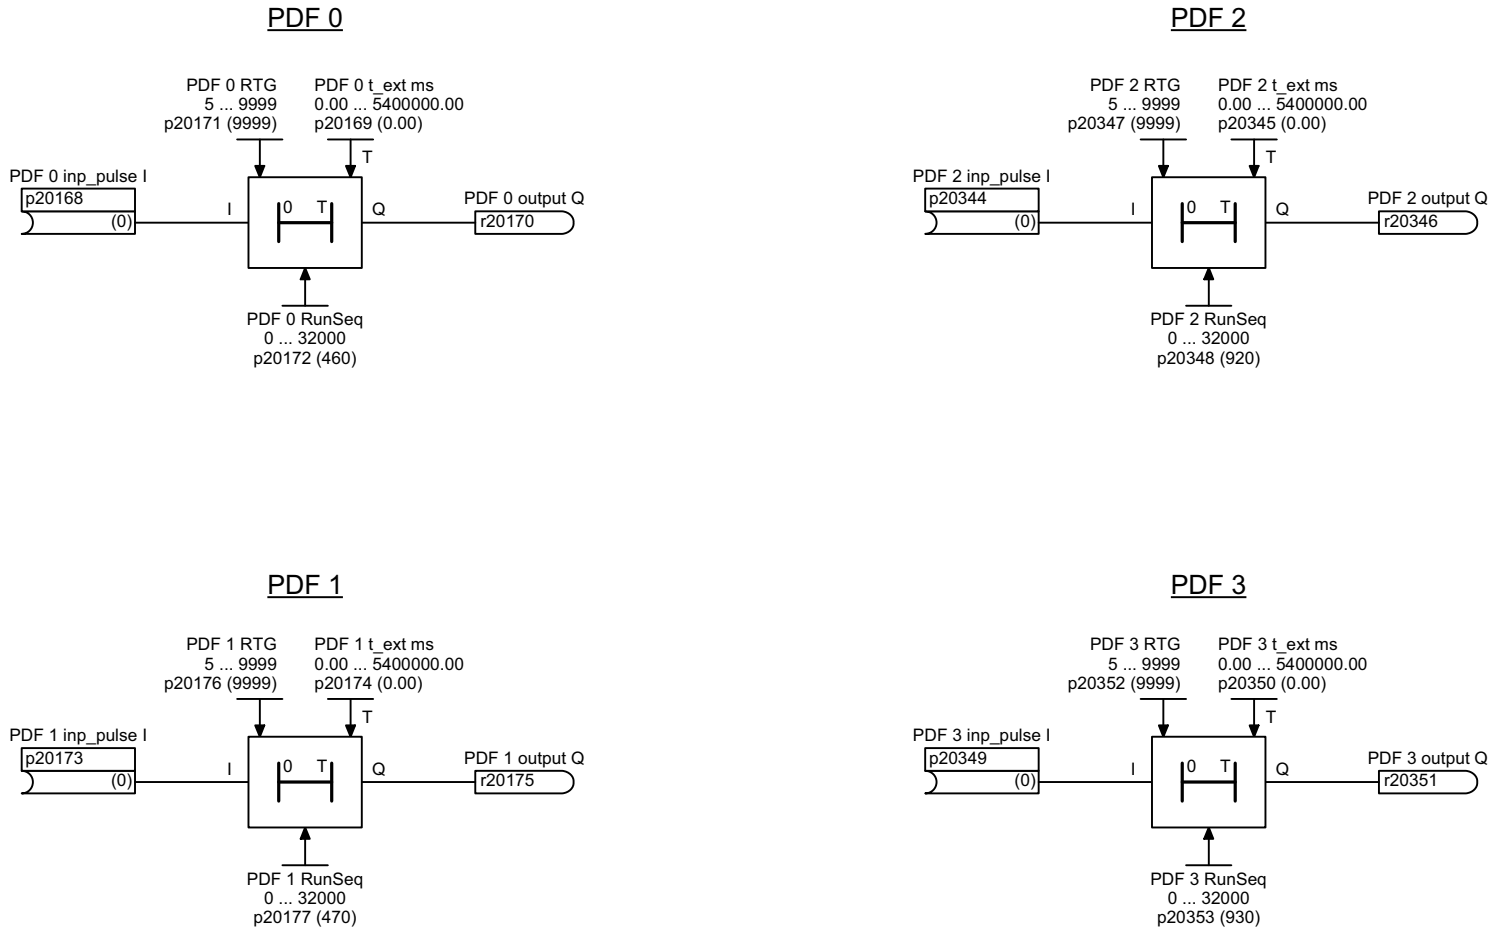 PDF 0
PDF 0 RTG
5 ... 9999
p20171 (9999)
PDF 0 t_ext ms
0.00 ... 5400000.00
p20169 (0.00)
T
PDF 0 inp_pulse I
p20168
(0)
I
0 T
Q
PDF 0 output Q
r20170
PDF 0 RunSeq
0 ... 32000
p20172 (460)
PDF 2
PDF 2 RTG
5 ... 9999
p20347 (9999)
PDF 2 t_ext ms
0.00 ... 5400000.00
p20345 (0.00)
T
PDF 2 inp_pulse I
p20344
(0)
I
0 T
Q
PDF 2 output Q
r20346
PDF 2 RunSeq
0 ... 32000
p20348 (920)
PDF 1
PDF 1 RTG
5 ... 9999
p20176 (9999)
PDF 1 t_ext ms
0.00 ... 5400000.00
p20174 (0.00)
T
PDF 1 inp_pulse I
p20173
(0)
I
0 T
Q
PDF 1 output Q
r20175
PDF 1 RunSeq
0 ... 32000
p20177 (470)
PDF 3
PDF 3 RTG
5 ... 9999
p20352 (9999)
PDF 3 t_ext ms
0.00 ... 5400000.00
p20350 (0.00)
T
PDF 3 inp_pulse I
p20349
(0)
I
0 T
Q
PDF 3 output Q
r20351
PDF 3 RunSeq
0 ... 32000
p20353 (930)